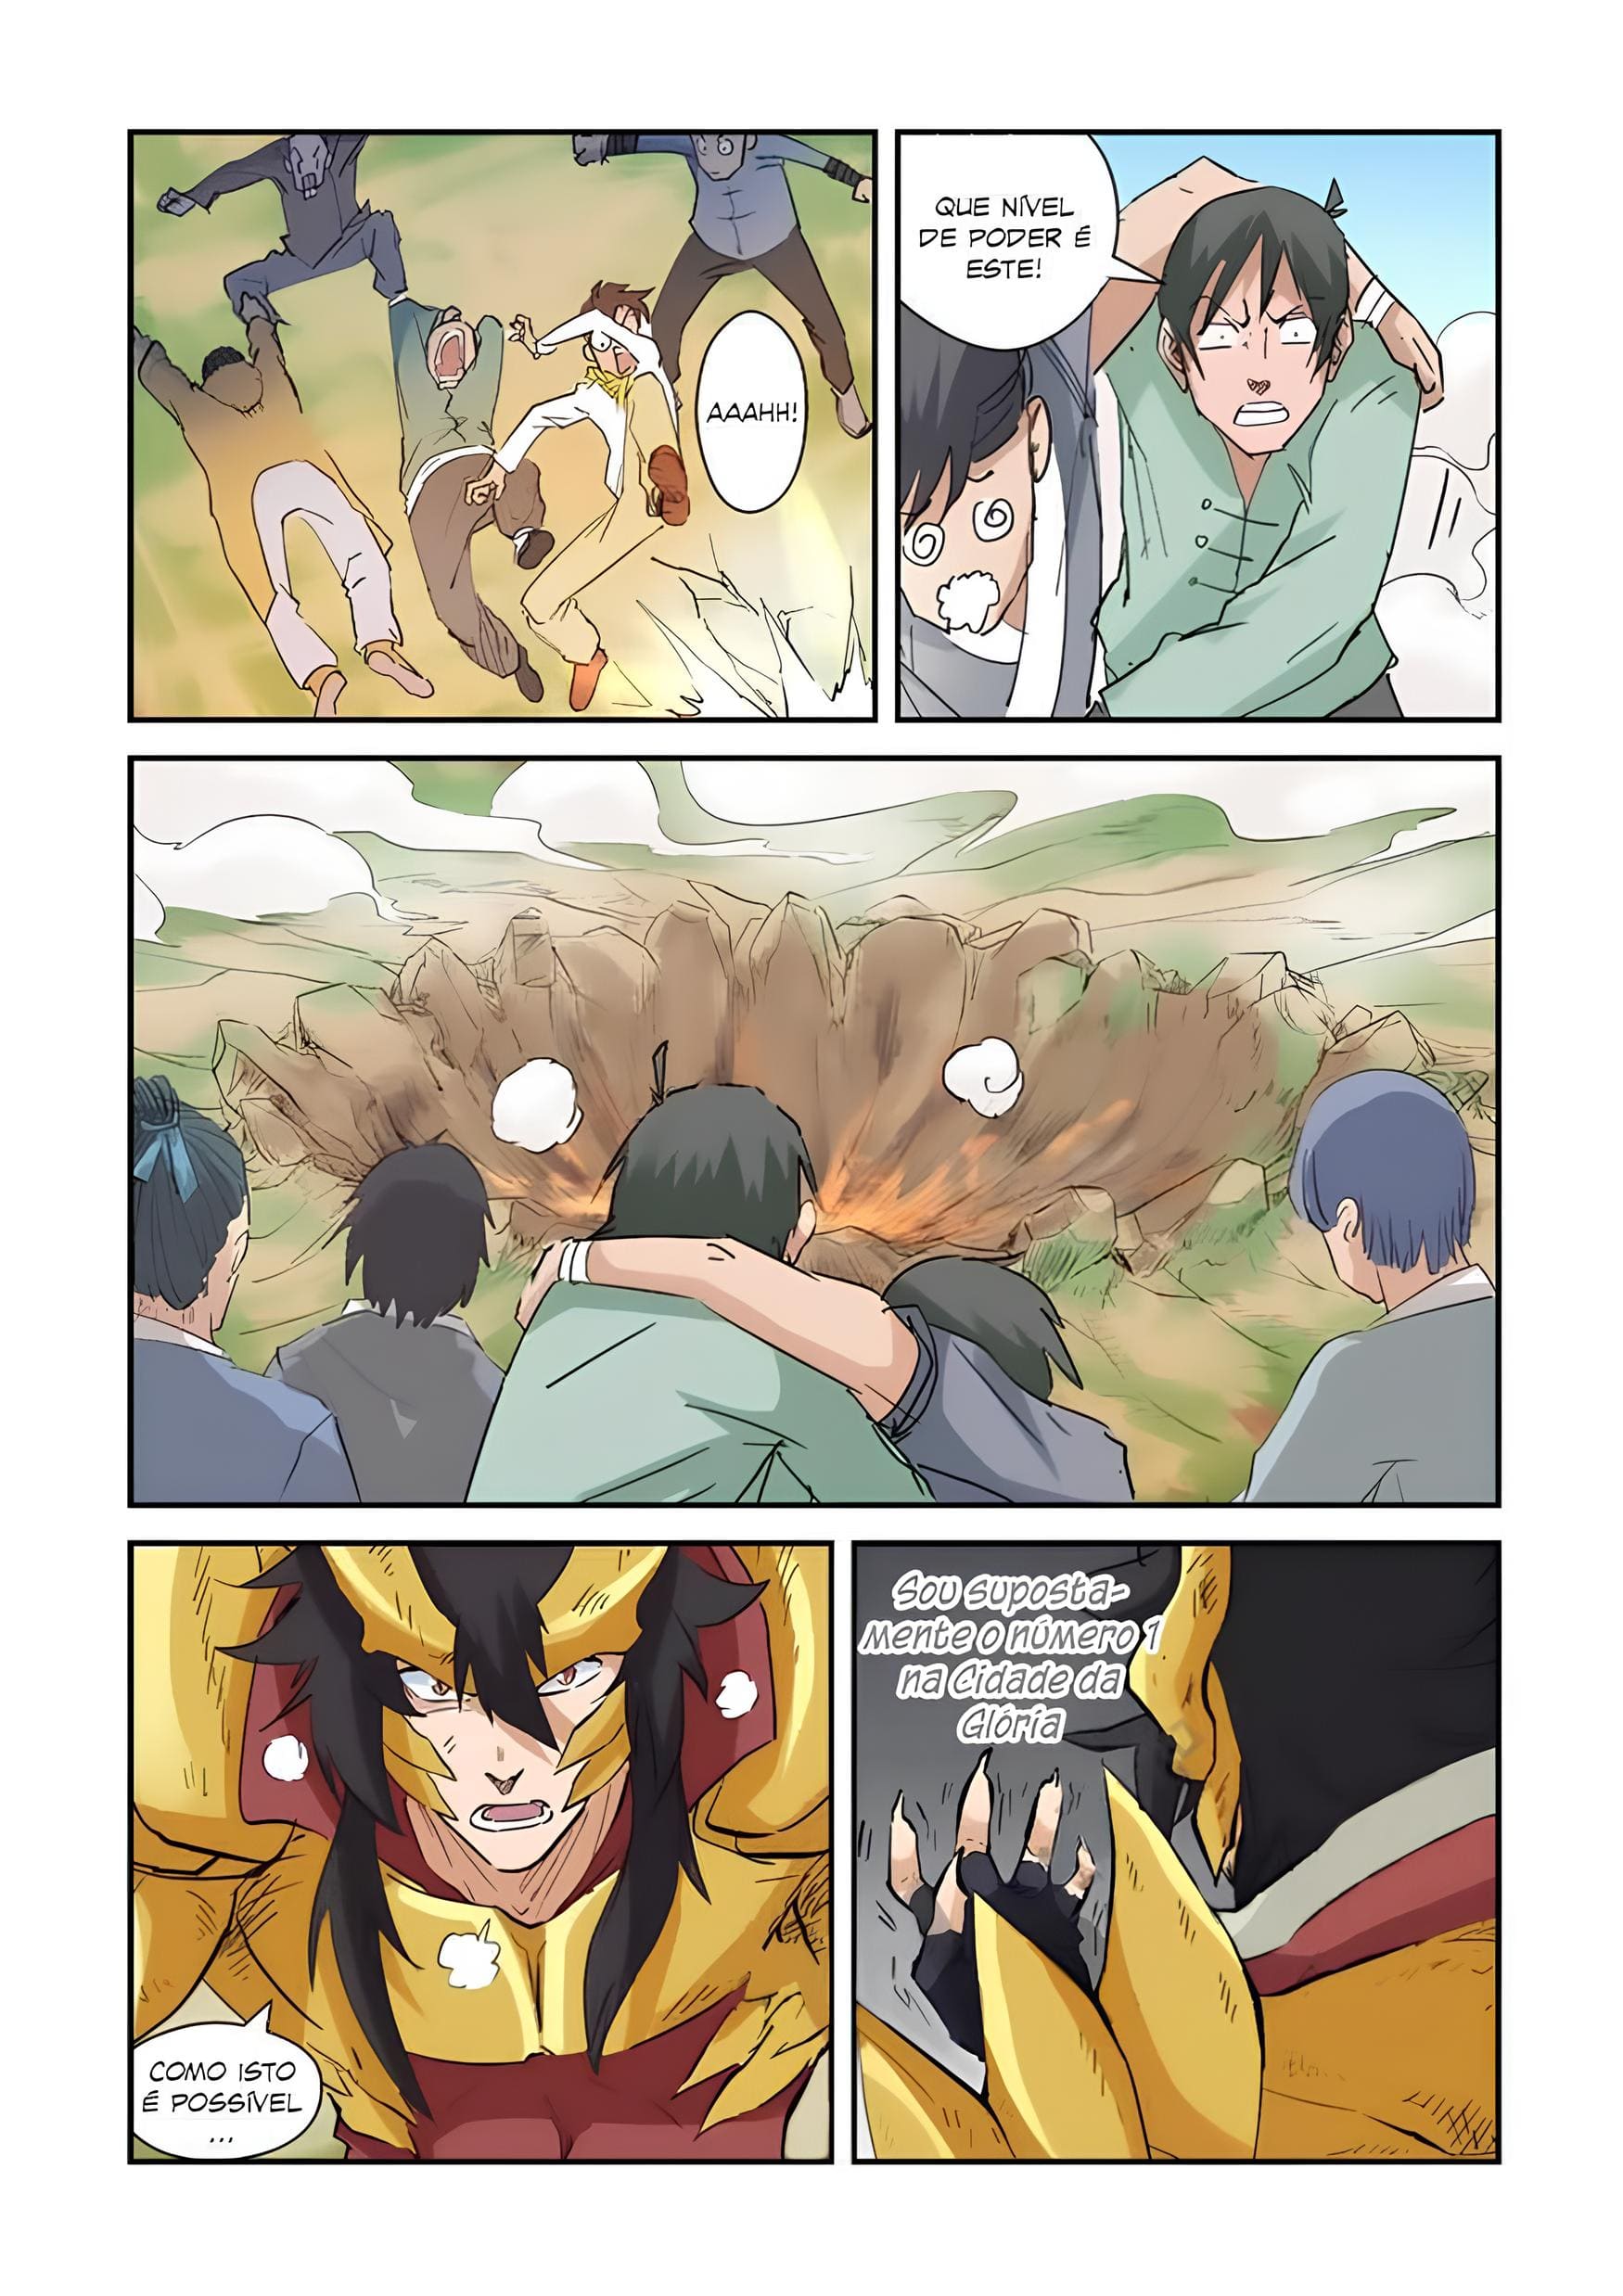 AAAHH!
QUE NÍVEL
DE PODER É
ESTE!
COMO ISTO
É POSSÍVEL
...
Sou suposta-
mente o número 1
na Cidade da
Glória